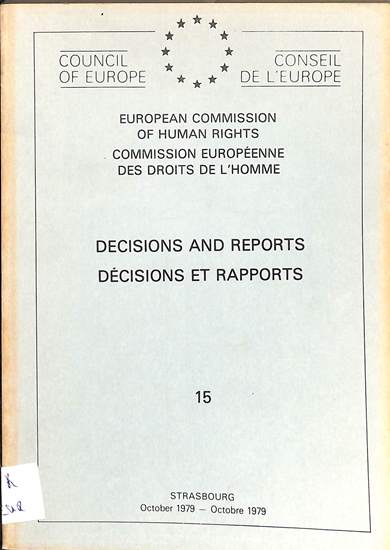 COUNCIL
OF EUROPE
CONSEIL
DE L'EUROPE
EUROPEAN COMMISSION
OF HUMAN RIGHTS
COMMISSION EUROPÉENNE
DES DROITS DE L'HOMME
DECISIONS AND REPORTS
DÉCISIONS ET RAPPORTS
15
STRASBOURG
October 1979 — Octobre 1979